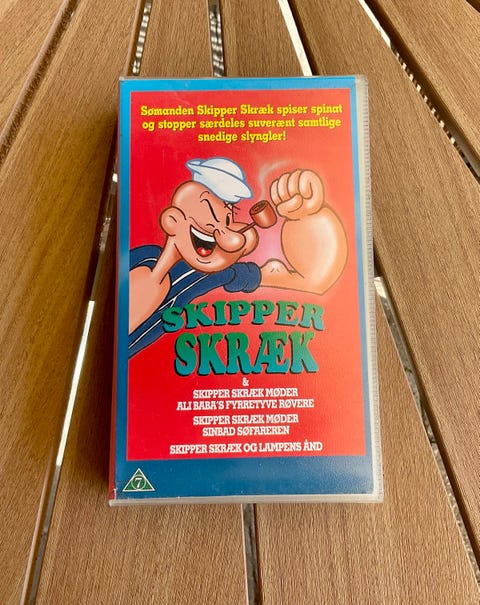 Sømanden Skipper Skræk spiser spinat
og stopper særdeles suverænt samtlige
snedige slyngler!
SKIPPER
SKRÆK
&
SKIPPER SKRÆK MØDER
ALI BABA'S FYRRETYVE RØVERE
SKIPPER SKRÆK MØDER
SINBAD SØFAREREN
SKIPPER SKRÆK OG LAMPENS ÅND
7